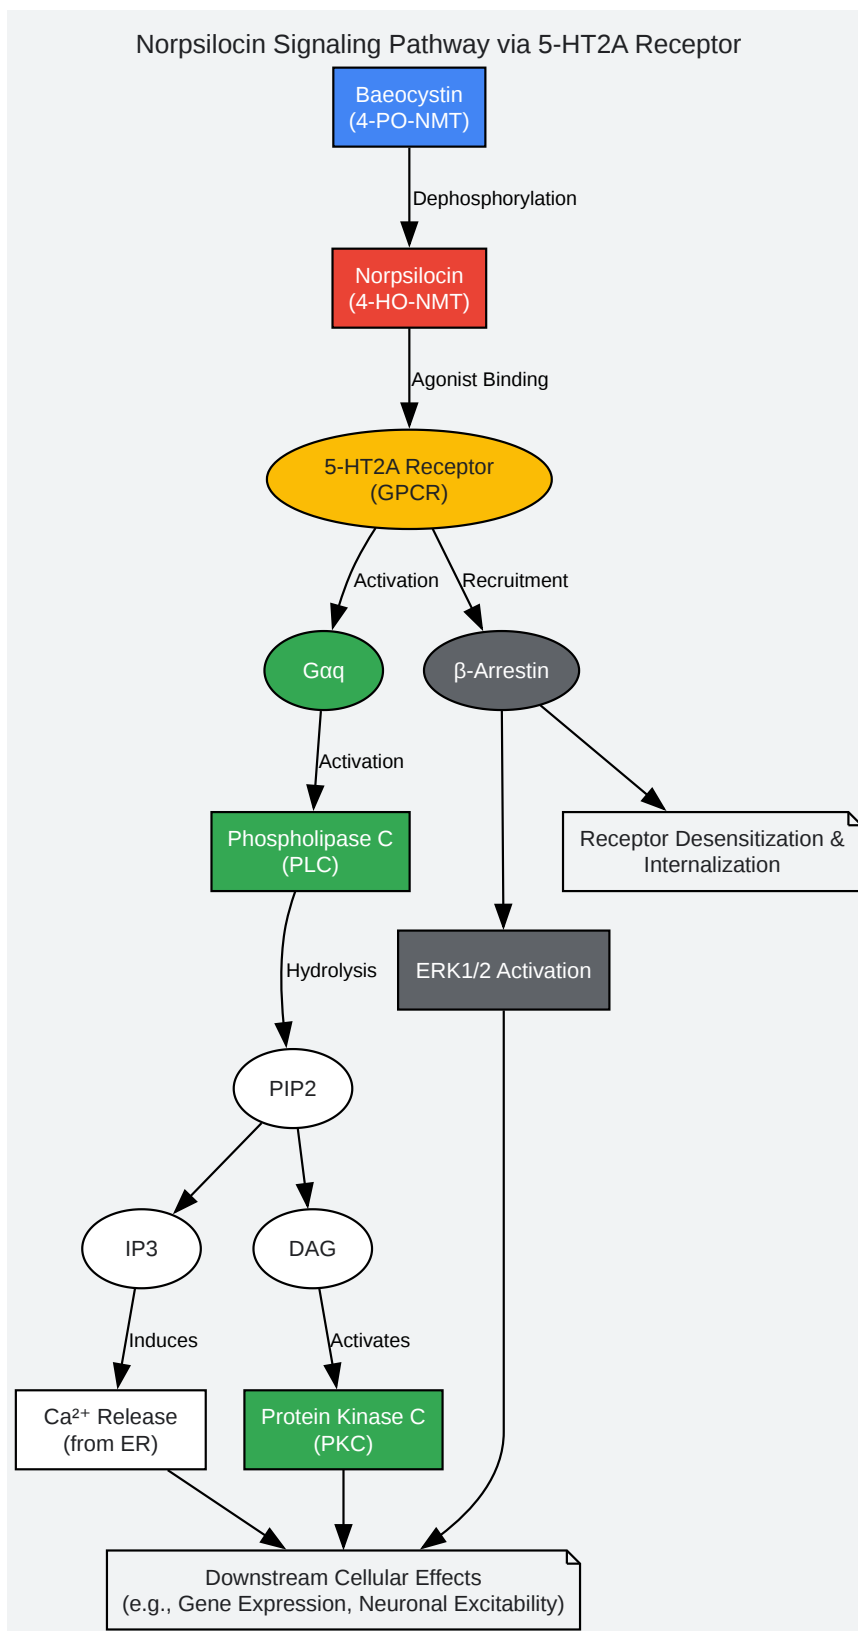 Norpsilocin Signaling Pathway via 5-HT2A Receptor
Baeocystin
(4-PO-NMT)
Dephosphorylation
Norpsilocin
(4-HO-NMT)
Agonist Binding
5-HT2A Receptor
(GPCR)
Activation
Recruitment
Gαq
β-Arrestin
Activation
Phospholipase C
(PLC)
Receptor Desensitization &
Internalization
Hydrolysis
ERK1/2 Activation
PIP2
IP3
DAG
Induces
Activates
Ca²⁺ Release
(from ER)
Protein Kinase C
(PKC)
Downstream Cellular Effects
(e.g., Gene Expression, Neuronal Excitability)